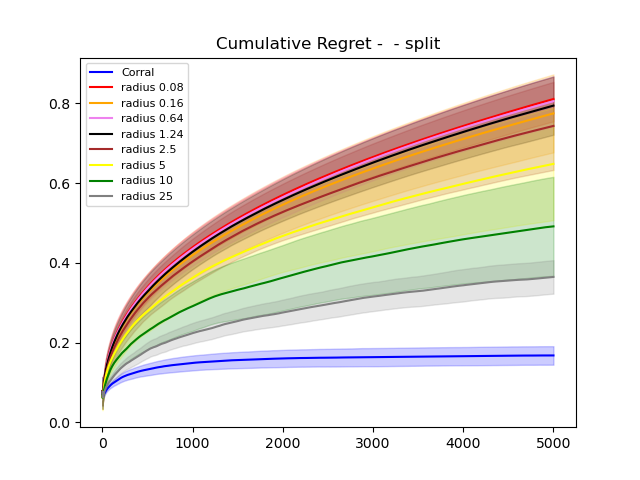 Cumulative Regret -  - split
Corral
radius 0.08
radius 0.16
radius 0.64
radius 1.24
radius 2.5
radius 5
radius 10
radius 25
0.8
0.6
0.4
0.2
0.0
0 1000 2000 3000 4000 5000